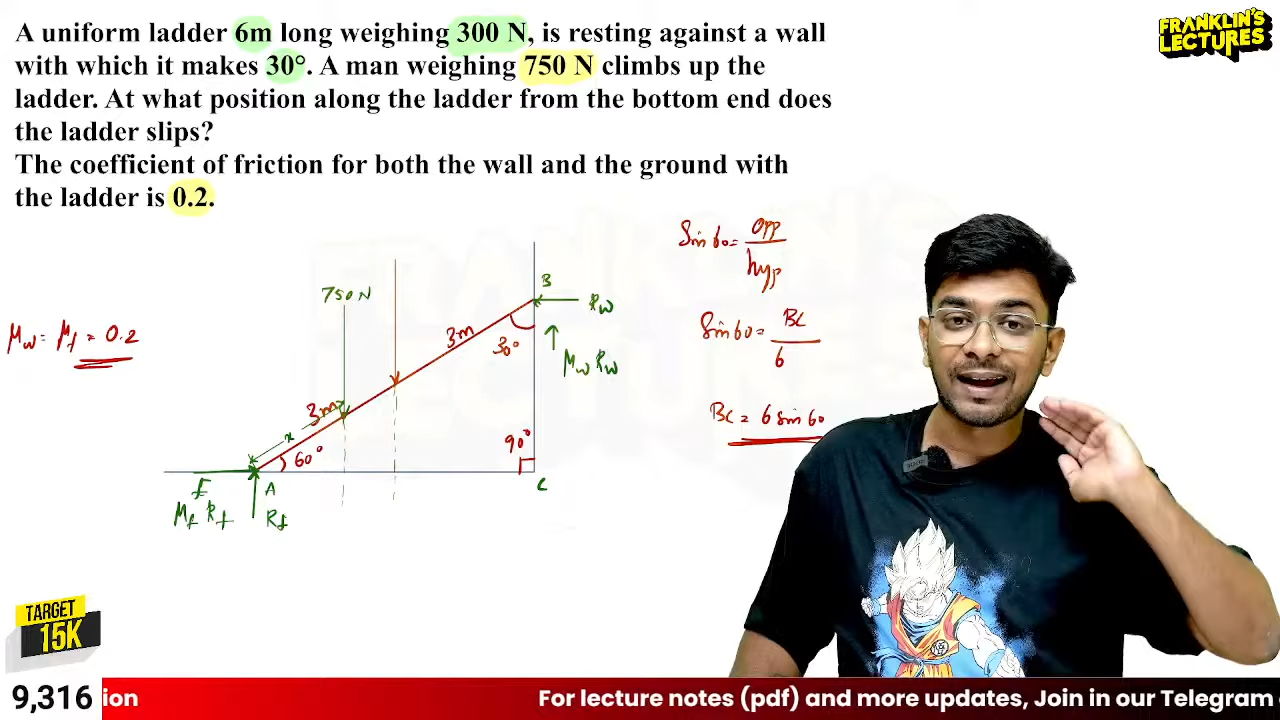 A uniform ladder 6m long weighing 300 N, is resting against a wall
with which it makes 30°. A man weighing 750 N climbs up the
ladder. At what position along the ladder from the bottom end does
the ladder slips?
The coefficient of friction for both the wall and the ground with
the ladder is 0.2.
FRANKLIN'S
LECTURES
μw = μf = 0.2
750 N
B
Rw
3m
30°
μw Rw
3m
x
60°
90°
A
C
μf Rf
Rf
Sin 60 = opp
hyp
Sin 60 = BC
6
BC = 6 sin 60
TARGET
15K
9,316
ion
For lecture notes (pdf) and more updates, Join in our Telegram